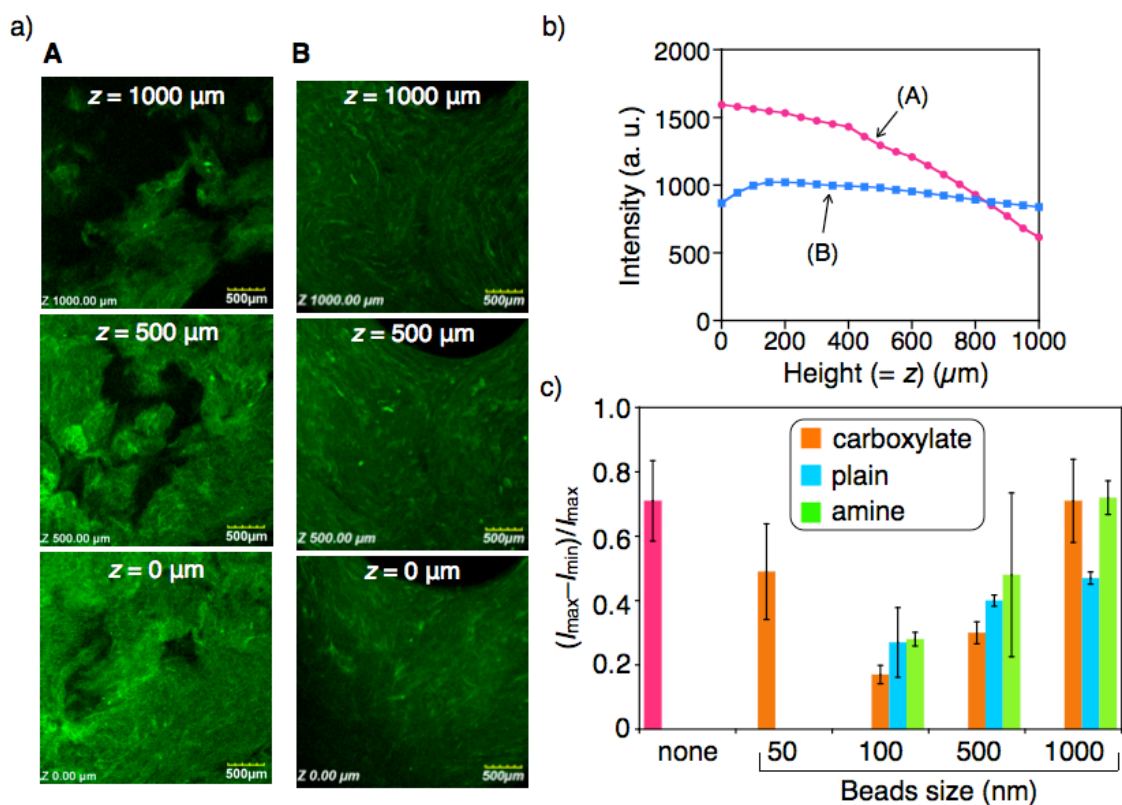 a)
A
B
z = 1000 µm
Z 1000.00 µm
500µm
z = 500 µm
Z 500.00 µm
500µm
z = 0 µm
Z 0.00 µm
500µm
z = 1000 µm
Z 1000.00 µm
500µm
z = 500 µm
Z 500.00 µm
500µm
z = 0 µm
Z 0.00 µm
500µm
b)
Intensity (a. u.)
2000
1500
1000
500
0
(A)
(B)
0 200 400 600 800 1000
Height (= z) (µm)
c)
(Imax—Imin)/Imax
1.0
0.8
0.6
0.4
0.2
0
carboxylate
plain
amine
none 50 100 500 1000
Beads size (nm)